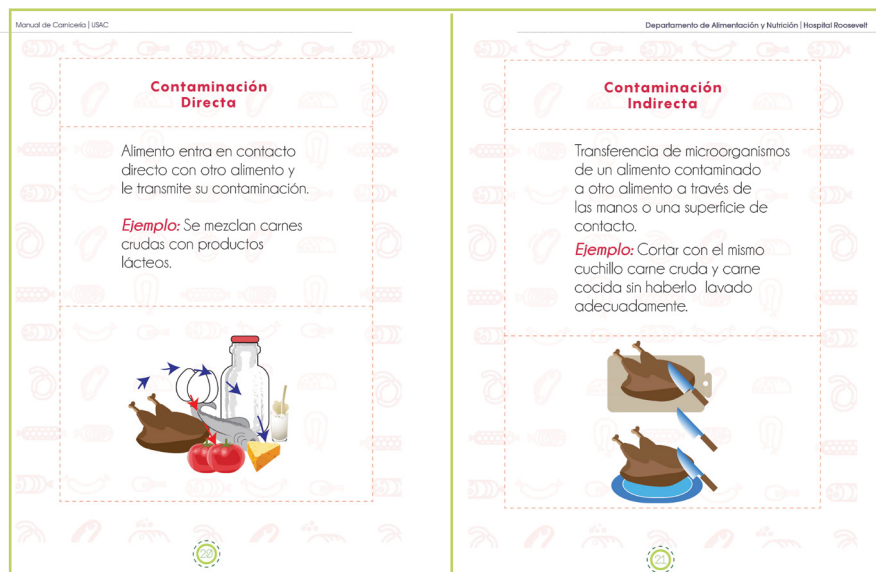 Manual de Carnicería | USAC
Contaminación
Directa
Alimento entra en contacto
directo con otro alimento y
le transmite su contaminación.
Ejemplo: Se mezclan carnes
crudas con productos
lácteos.
20
Departamento de Alimentación y Nutrición | Hospital Roosevelt
Contaminación
Indirecta
Transferencia de microorganismos
de un alimento contaminado
a otro alimento a través de
las manos o una superficie de
contacto.
Ejemplo: Cortar con el mismo
cuchillo carne cruda y carne
cocida sin haberlo lavado
adecuadamente.
21